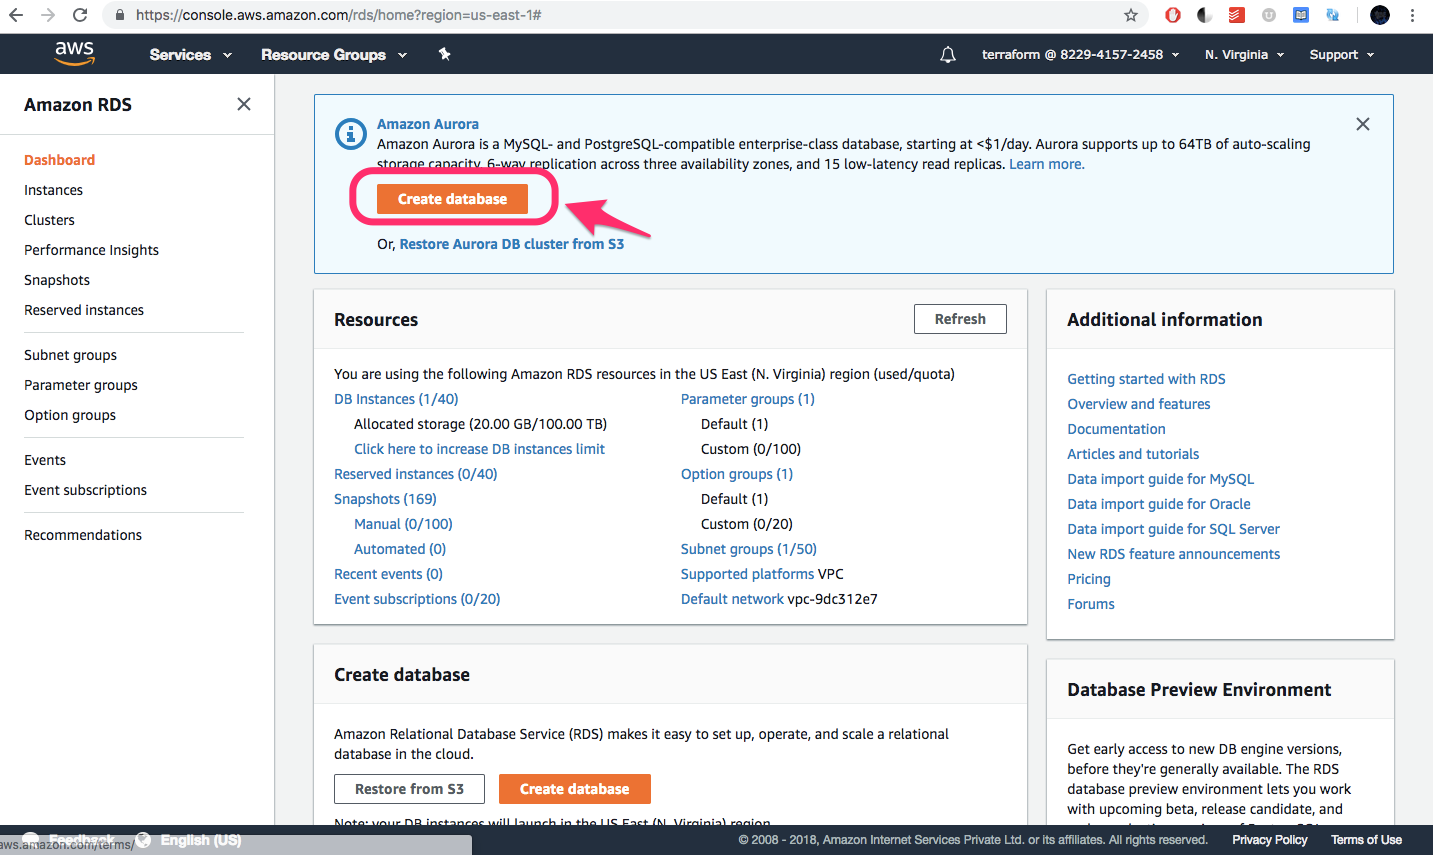 https://console.aws.amazon.com/rds/home?region=us-east-1#
aws
Services
Resource Groups
terraform @ 8229-4157-2458
N. Virginia
Support
Amazon RDS
Dashboard
Instances
Clusters
Performance Insights
Snapshots
Reserved instances
Subnet groups
Parameter groups
Option groups
Events
Event subscriptions
Recommendations
Amazon Aurora
Amazon Aurora is a MySQL- and PostgreSQL-compatible enterprise-class database, starting at <$1/day. Aurora supports up to 64TB of auto-scaling
storage capacity, 6-way replication across three availability zones, and 15 low-latency read replicas. Learn more.
Create database
Or, Restore Aurora DB cluster from S3
Resources
Refresh
You are using the following Amazon RDS resources in the US East (N. Virginia) region (used/quota)
DB Instances (1/40)
Allocated storage (20.00 GB/100.00 TB)
Click here to increase DB instances limit
Reserved instances (0/40)
Snapshots (169)
Manual (0/100)
Automated (0)
Recent events (0)
Event subscriptions (0/20)
Parameter groups (1)
Default (1)
Custom (0/100)
Option groups (1)
Default (1)
Custom (0/20)
Subnet groups (1/50)
Supported platforms VPC
Default network vpc-9dc312e7
Additional information
Getting started with RDS
Overview and features
Documentation
Articles and tutorials
Data import guide for MySQL
Data import guide for Oracle
Data import guide for SQL Server
New RDS feature announcements
Pricing
Forums
Create database
Amazon Relational Database Service (RDS) makes it easy to set up, operate, and scale a relational
database in the cloud.
Restore from S3
Create database
Note: your DB instances will launch in the US East (N. Virginia) region
Database Preview Environment
Get early access to new DB engine versions,
before they're generally available. The RDS
database preview environment lets you work
with upcoming beta, release candidate, and
Feedback
English (US)
aws.amazon.com/terms/
© 2008 - 2018, Amazon Internet Services Private Ltd. or its affiliates. All rights reserved.
Privacy Policy
Terms of Use